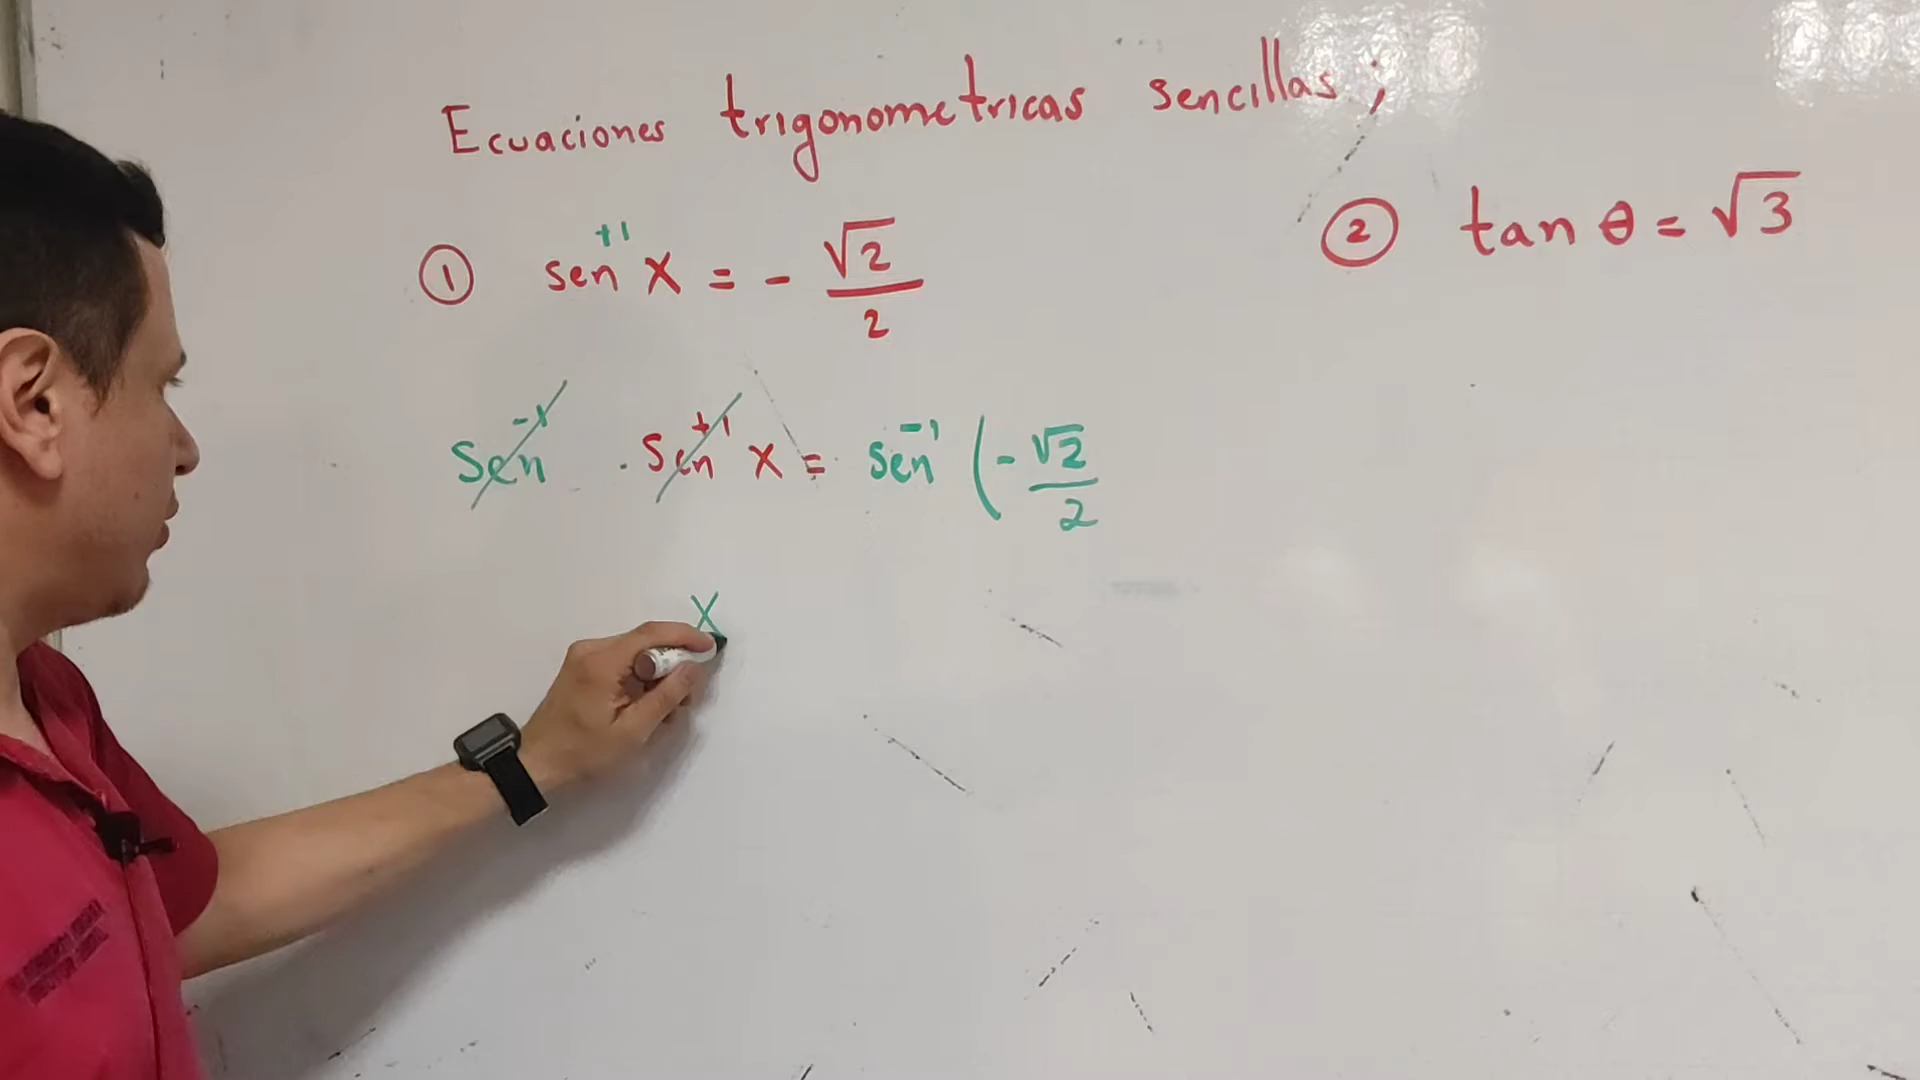 Ecuaciones trigonometricas sencillas;
① sen⁺¹ x = - √2/2
② tan θ = √3
sen⁻¹ . sen⁺¹ x = sen⁻¹ (- √2/2
x